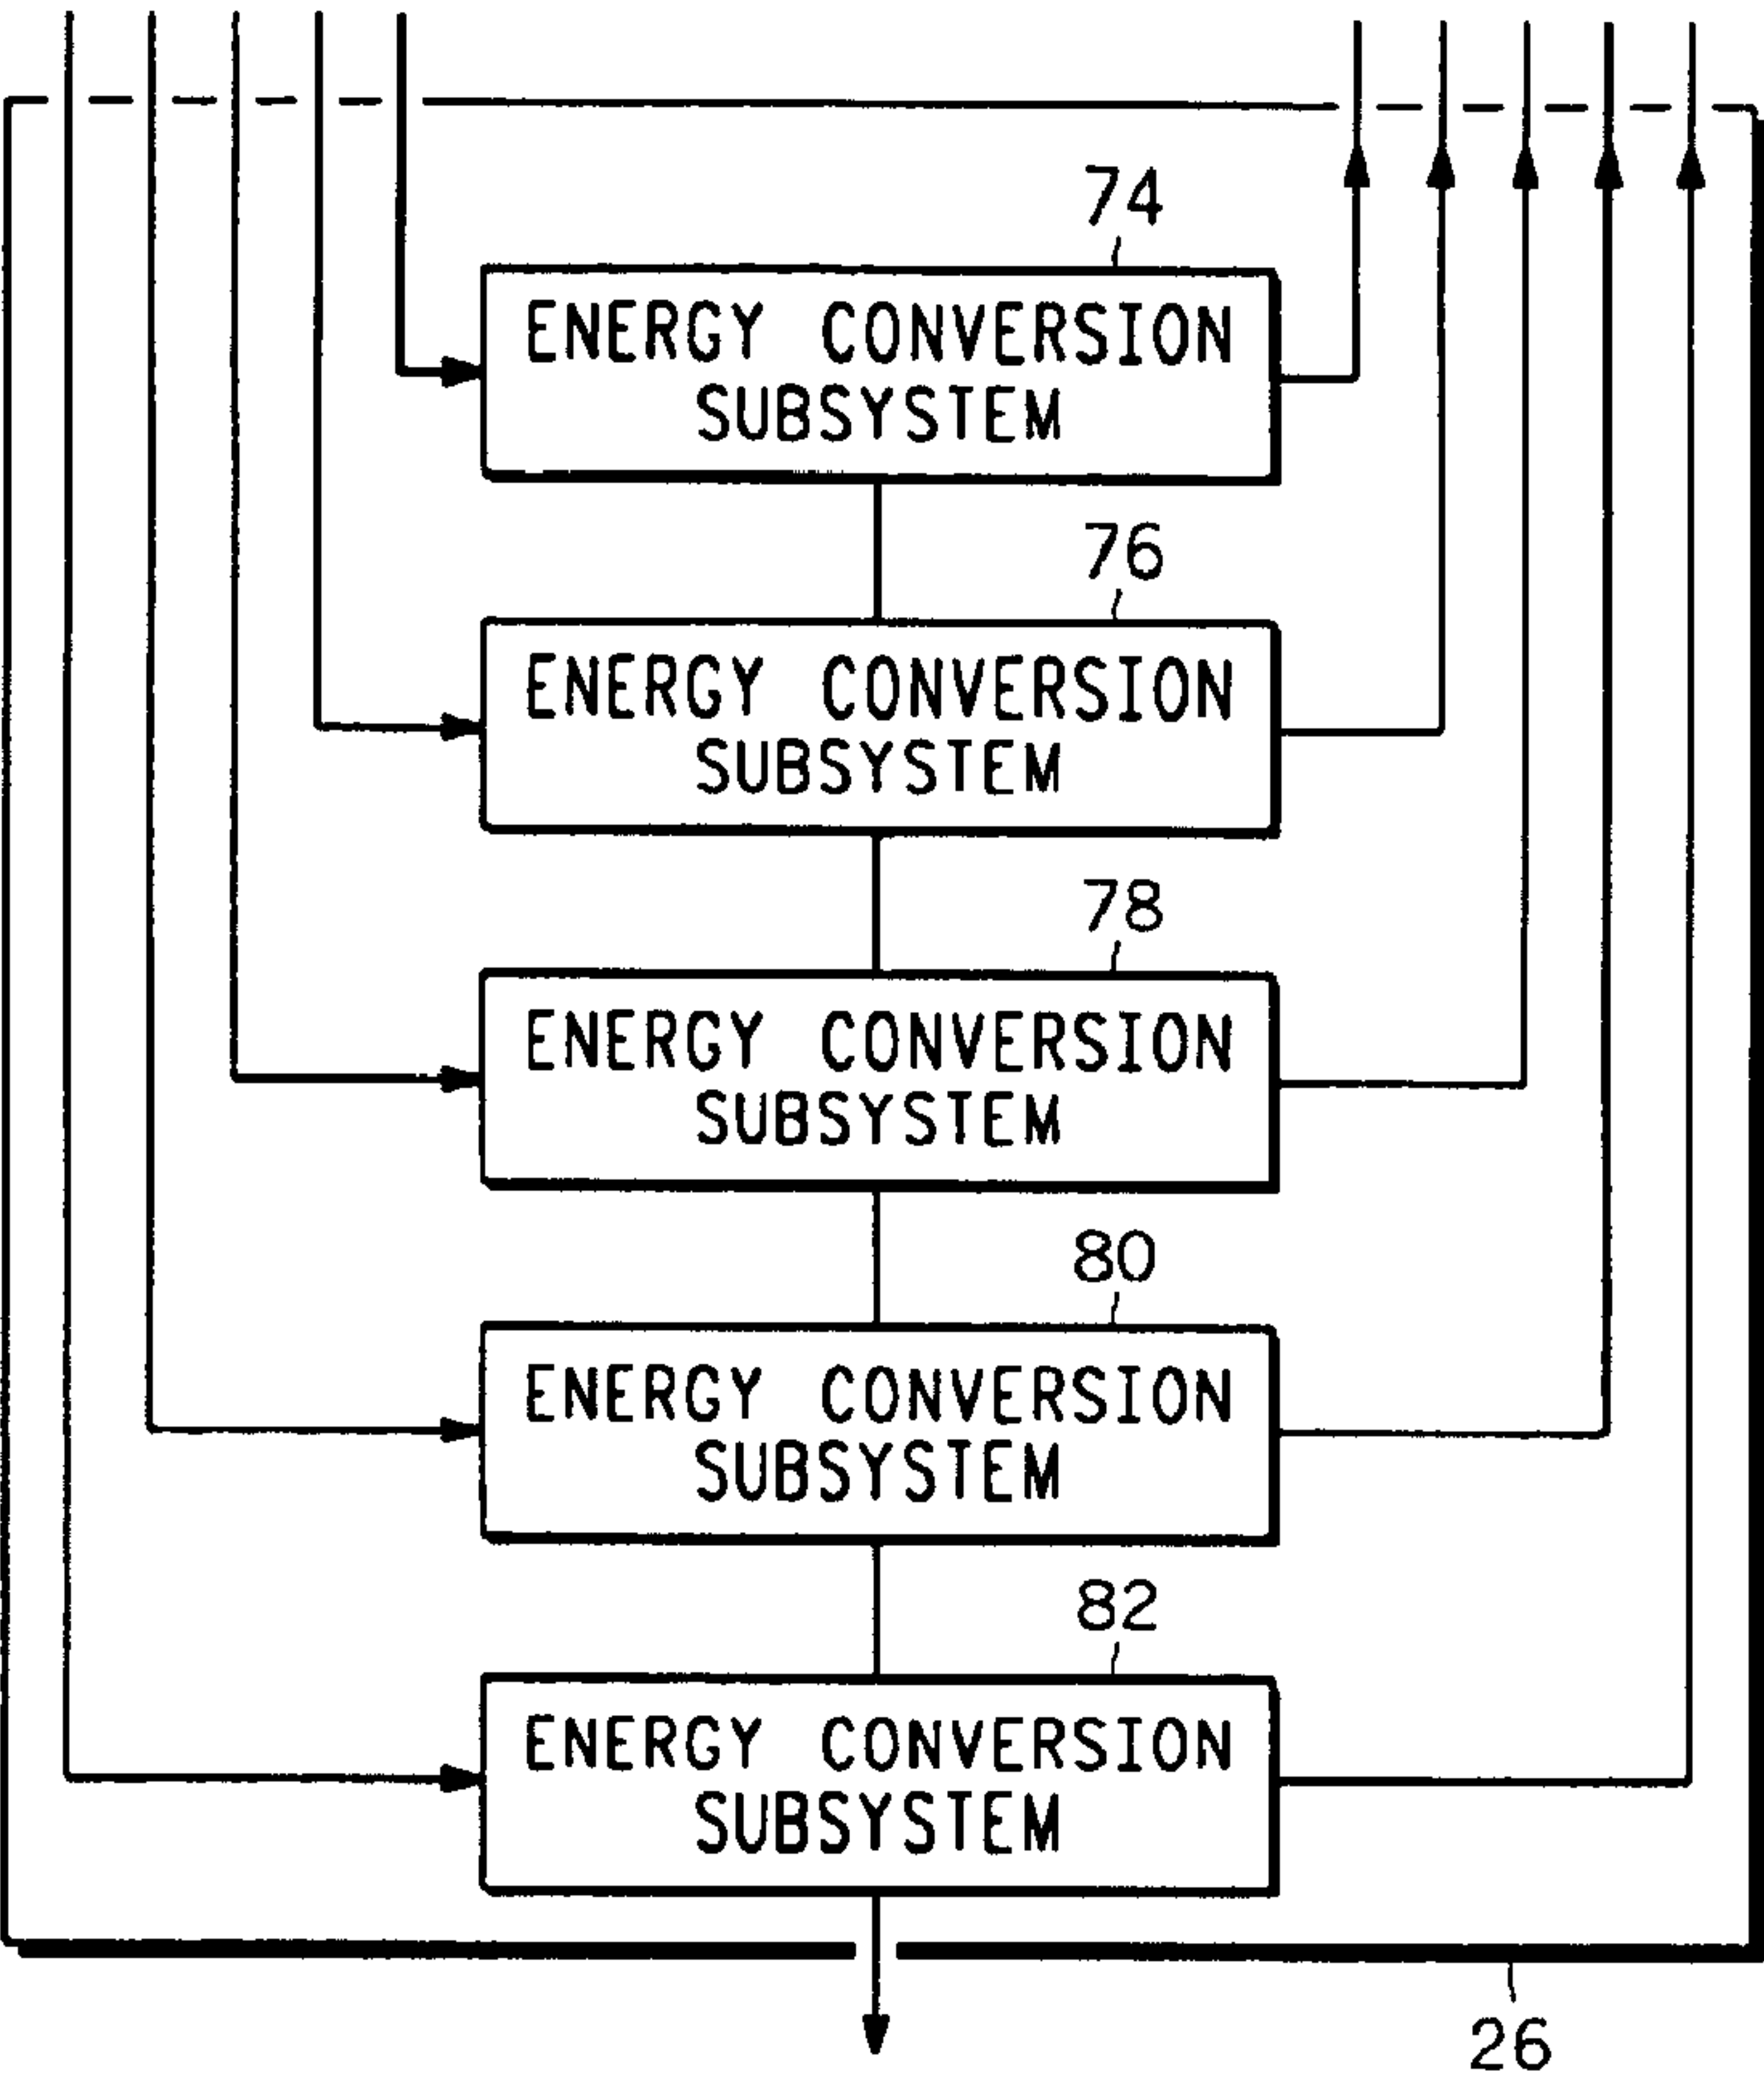 74
ENERGY CONVERSION
SUBSYSTEM
76
ENERGY CONVERSION
SUBSYSTEM
78
ENERGY CONVERSION
SUBSYSTEM
80
ENERGY CONVERSION
SUBSYSTEM
82
ENERGY CONVERSION
SUBSYSTEM
26